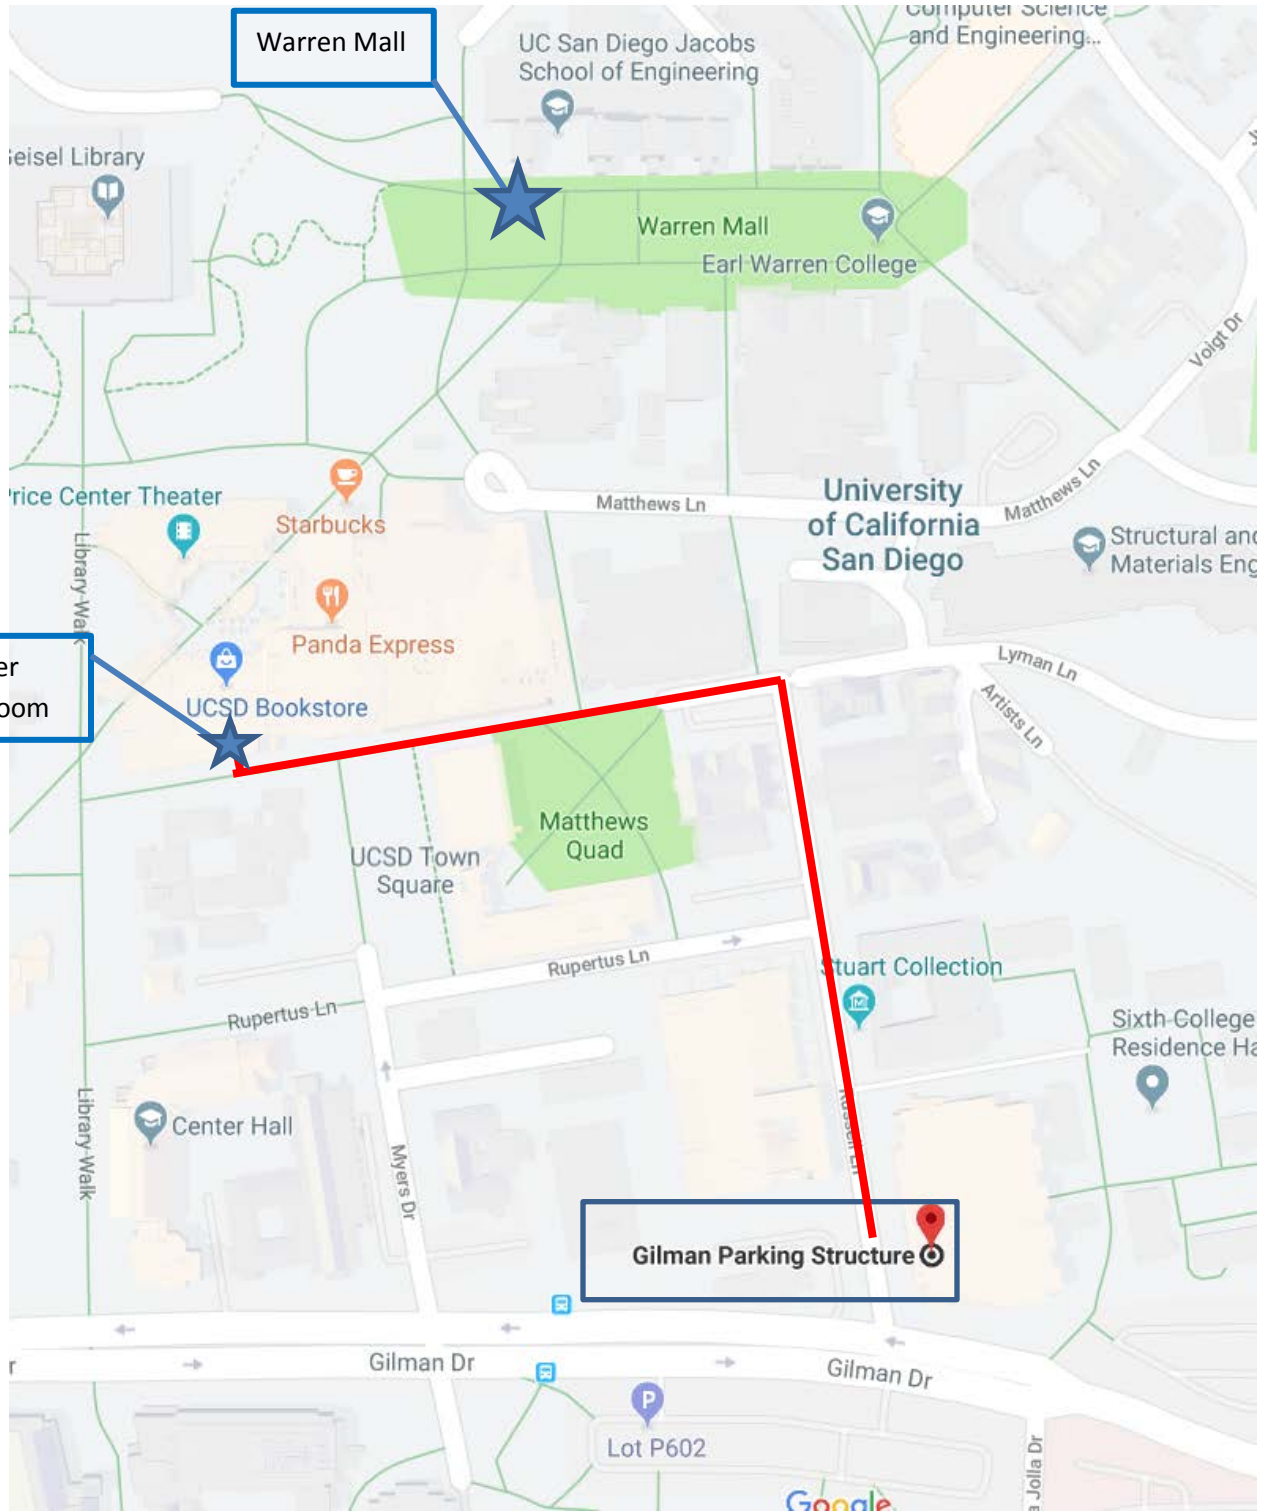 Warren Mall
UC San Diego Jacobs
School of Engineering
Computer Science
and Engineering...
eisel Library
Warren Mall
Earl Warren College
Voigt Dr
rice Center Theater
Starbucks
Matthews Ln
University
of California
San Diego
Matthews Ln
Structural and
Materials Eng
Library Walk
Panda Express
er
oom
UCSD Bookstore
Lyman Ln
Artists Ln
Matthews
Quad
UCSD Town
Square
Rupertus Ln
Stuart Collection
Rupertus Ln
Sixth College
Residence Ha
Library Walk
Center Hall
Myers Dr
Russell Ln
Gilman Parking Structure
r
Gilman Dr
Gilman Dr
P
Lot P602
a Jolla Dr
Google